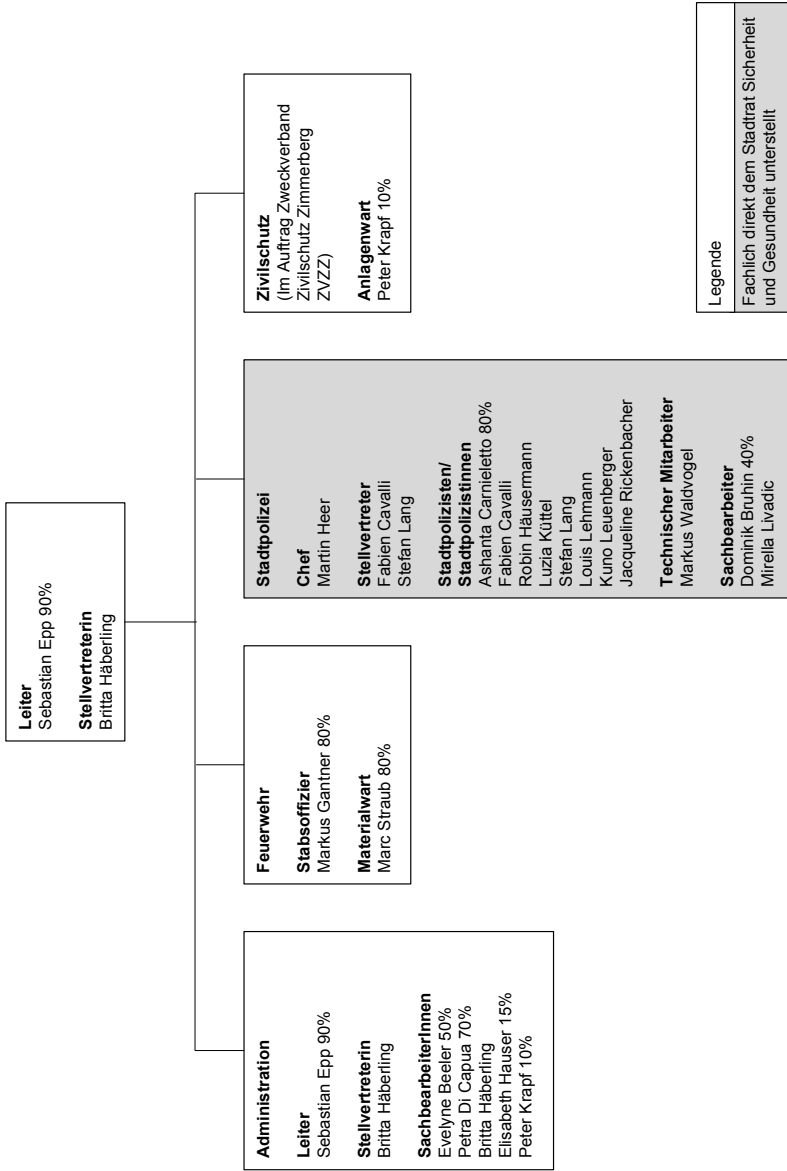 Leiter
Sebastian Epp 90%
Stellvertreterin
Britta Häberling
Administration
Leiter
Sebastian Epp 90%
Stellvertreterin
Britta Häberling
SachbearbeiterInnen
Evelyne Beeler 50%
Petra Di Capua 70%
Britta Häberling
Elisabeth Hauser 15%
Peter Krapf 10%
Feuerwehr
Stabsoffizier
Markus Gantner 80%
Materialwart
Marc Straub 80%
Stadtpolizei
Chef
Martin Heer
Stellvertreter
Fabien Cavalli
Stefan Lang
Stadtpolizisten/
Stadtpolizistinnen
Ashanta Carnieletto 80%
Fabien Cavalli
Robin Häusermann
Luzia Küttel
Stefan Lang
Louis Lehmann
Kuno Leuenberger
Jacqueline Rickenbacher
Technischer Mitarbeiter
Markus Waldvogel
Sachbearbeiter
Dominik Bruhin 40%
Mirella Livadic
Zivilschutz
(Im Auftrag Zweckverband
Zivilschutz Zimmerberg
ZVZZ)
Anlagenwart
Peter Krapf 10%
Legende
Fachlich direkt dem Stadtrat Sicherheit
und Gesundheit unterstellt